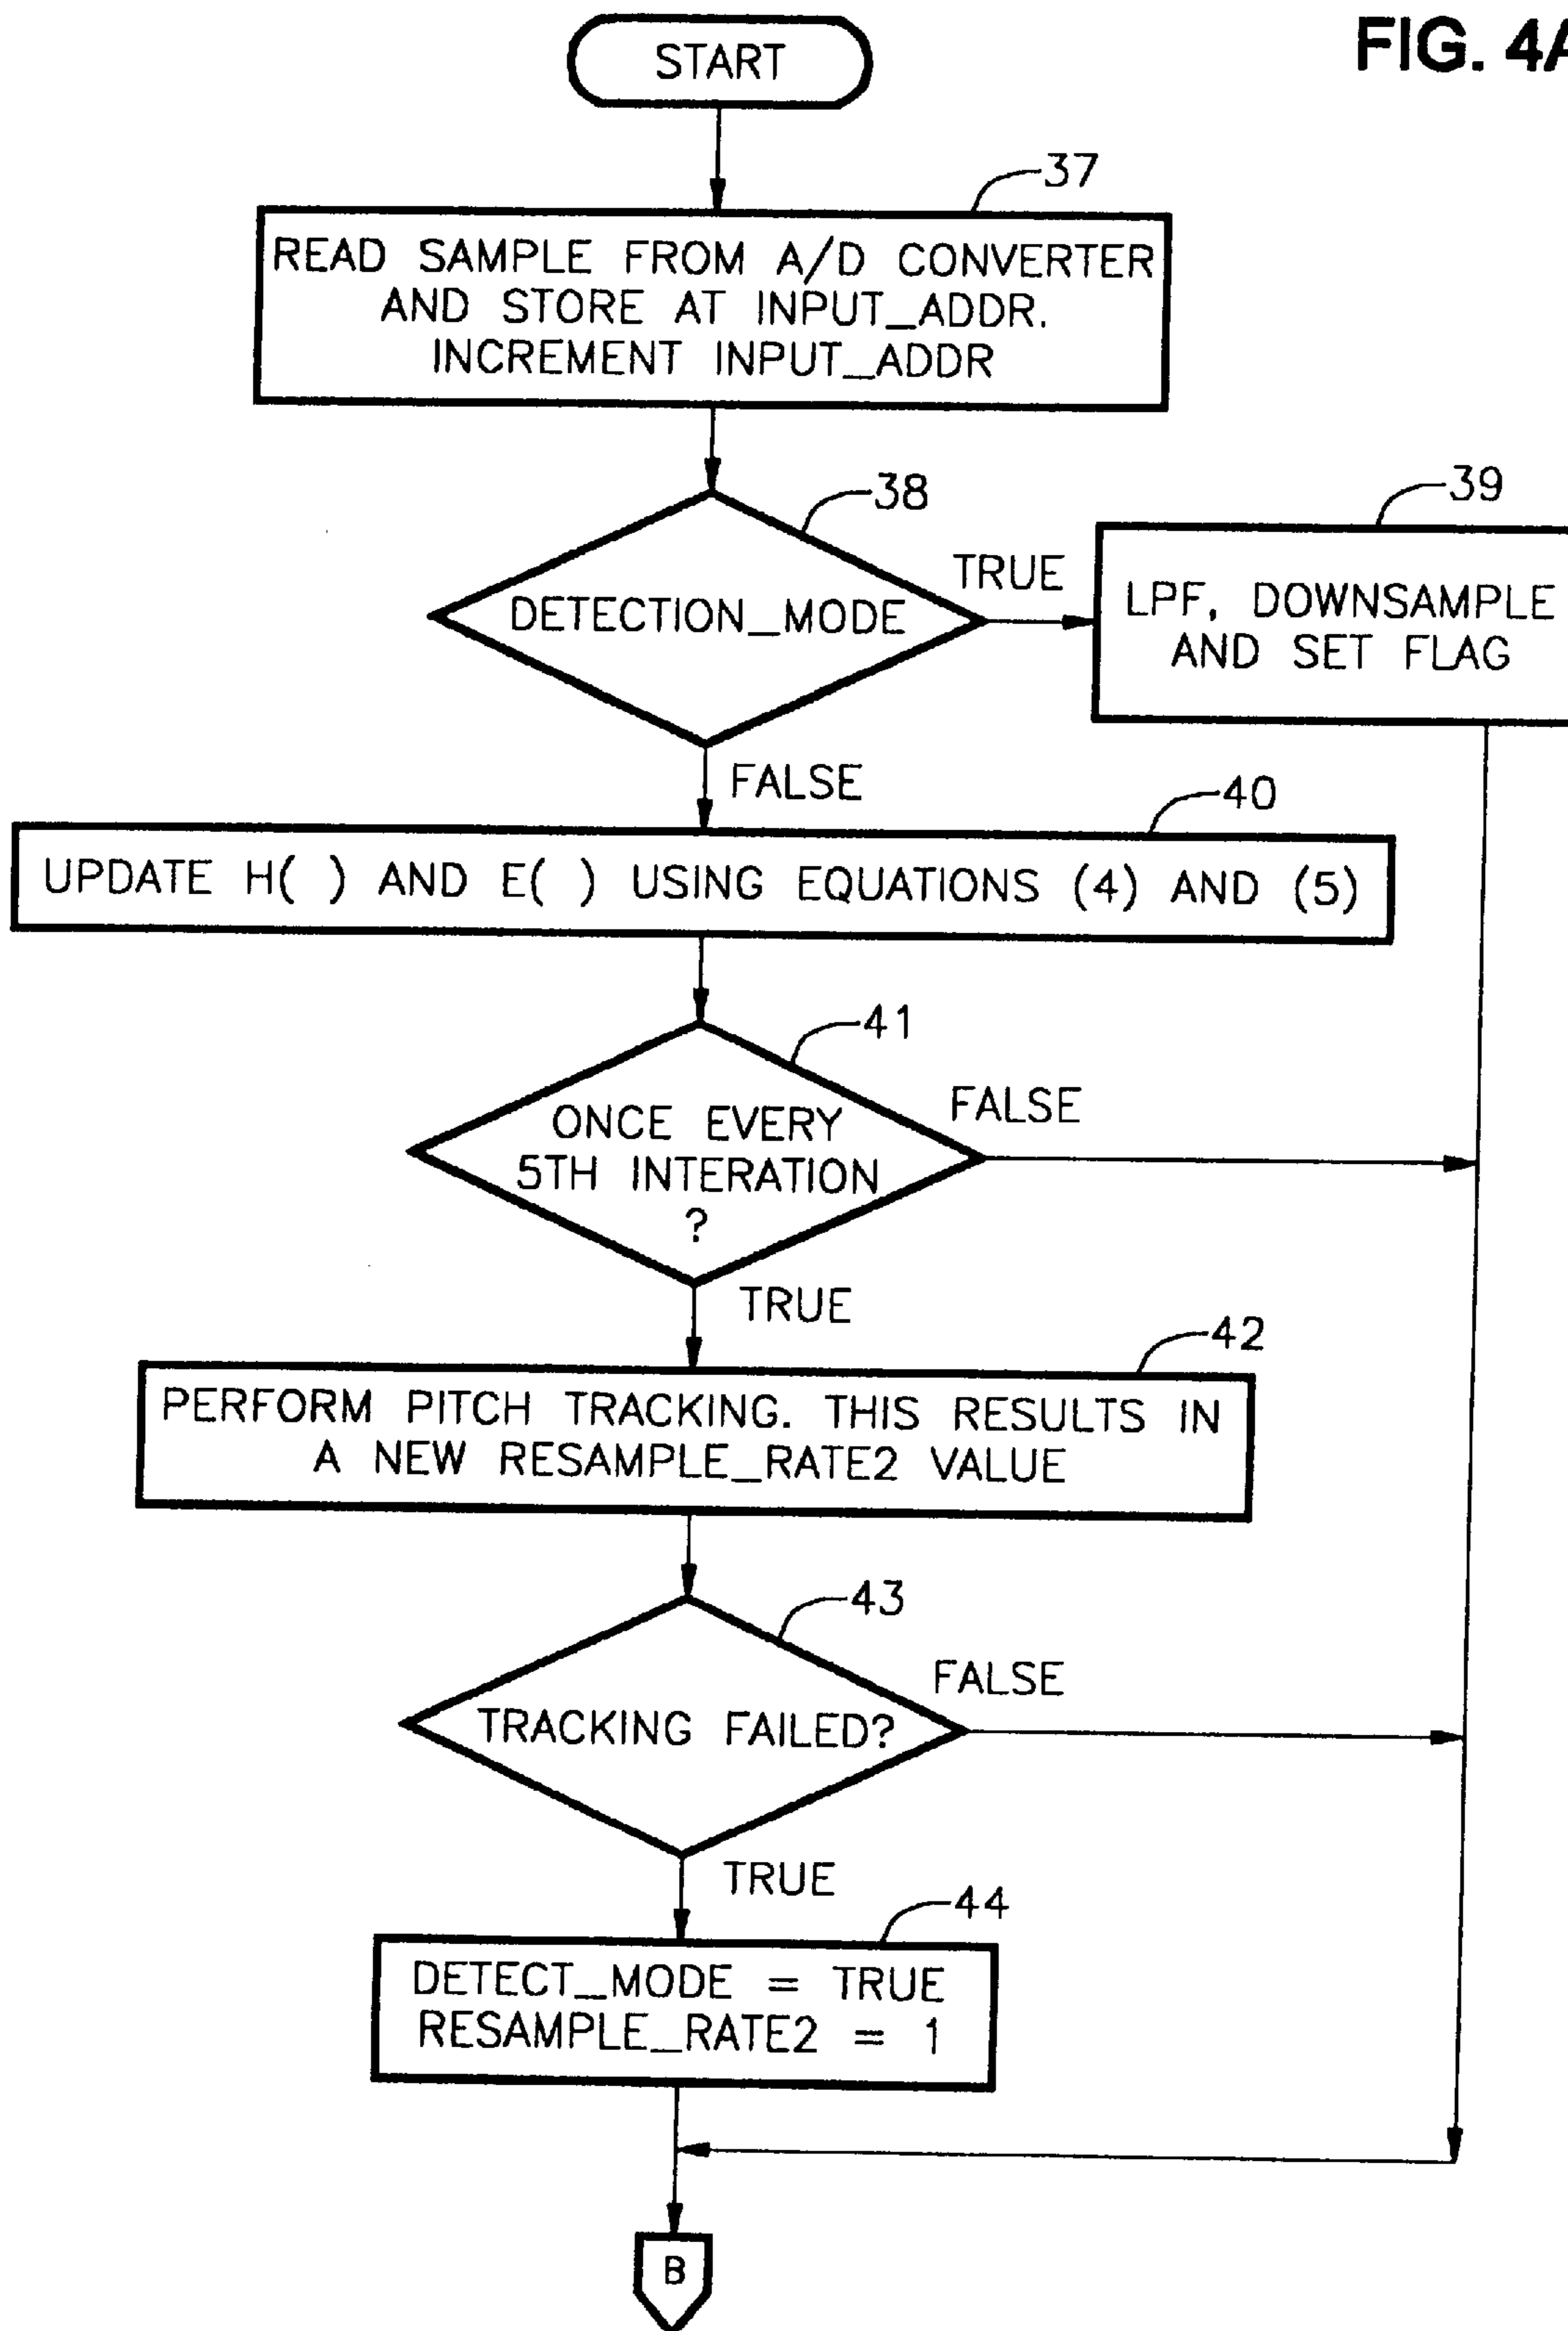 FIG. 4A
START
37
READ SAMPLE FROM A/D CONVERTER
AND STORE AT INPUT_ADDR.
INCREMENT INPUT_ADDR
38
DETECTION_MODE
TRUE
39
LPF, DOWNSAMPLE
AND SET FLAG
FALSE
40
UPDATE H( ) AND E( ) USING EQUATIONS (4) AND (5)
41
ONCE EVERY
5TH INTERATION
?
FALSE
TRUE
42
PERFORM PITCH TRACKING. THIS RESULTS IN
A NEW RESAMPLE_RATE2 VALUE
43
TRACKING FAILED?
FALSE
TRUE
44
DETECT_MODE = TRUE
RESAMPLE_RATE2 = 1
B